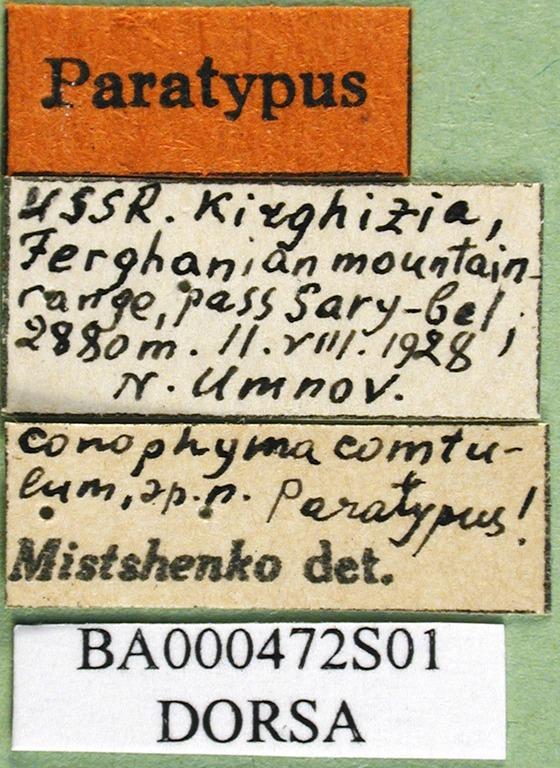 Paratypus
USSR. Kirghizia,
Ferghanian mountain-
range, pass Sary-bel,
2880m. 11.VIII.1928,
N. Umnov.
Conophyma comtu-
lum, sp.n. Paratypus!
Mistshenko det.
BA000472S01
DORSA